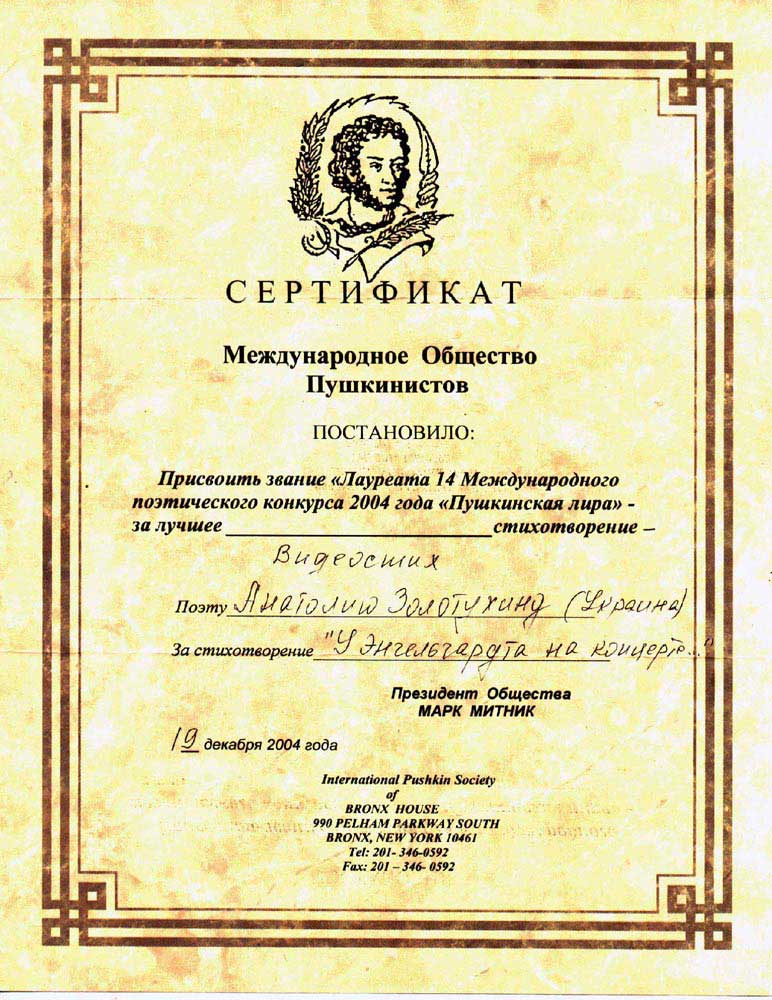 СЕРТИФИКАТ
Международное Общество
Пушкинистов
ПОСТАНОВИЛО:
Присвоить звание «Лауреата 14 Международного
поэтического конкурса 2004 года «Пушкинская лира» -
за лучшее стихотворение –
Видеостих
Поэту Анатолию Золотухину (Украина)
За стихотворение "У Энгельгардта на концерте..."
Президент Общества
МАРК МИТНИК
19 декабря 2004 года
International Pushkin Society
of
BRONX HOUSE
990 PELHAM PARKWAY SOUTH
BRONX, NEW YORK 10461
Tel: 201- 346-0592
Fax: 201 – 346- 0592